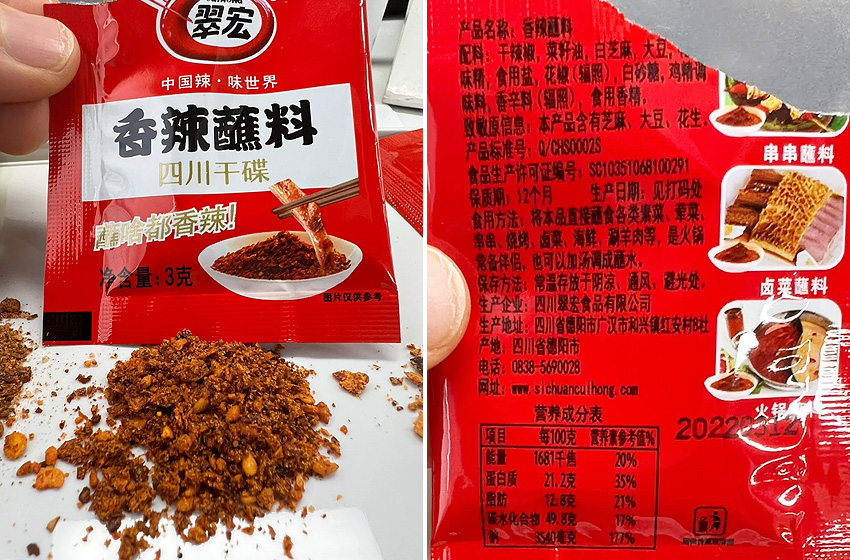 翠宏
中国辣·味世界
香辣蘸料
四川干碟
蘸啥都香辣!
净含量:3克
图片仅供参考
产品名称:香辣蘸料
配料:干辣椒,菜籽油,白芝麻,大豆,
味精,食用盐,花椒(辐照),白砂糖,鸡精调
味料,香辛料(辐照),食用香精,
致敏原信息:本产品含有芝麻、大豆、花生、
产品标准号:Q/CHS0002S
食品生产许可证编号:SC10351068100291
保质期:12个月 生产日期:见打码处
食用方法:将本品直接蘸食各类素菜、荤菜,
串串、烧烤、卤菜、海鲜,涮羊肉等,是火锅
常备伴侣,也可以加汤调成蘸水。
保存方法:常温存放于阴凉、通风、避光处。
生产企业:四川翠宏食品有限公司
生产地址:四川省德阳市广汉市和兴镇红安村8社
产地:四川省德阳市
电话:0838-5690028
网址:www.sichuancuihong.com
营养成分表
项目 每100克 营养素参考值%
能量 1681千焦 20%
蛋白质 21.2克 35%
脂肪 12.8克 21%
碳水化合物 49.8克 17%
钠 3540毫克 177%
串串蘸料
卤菜蘸料
火锅